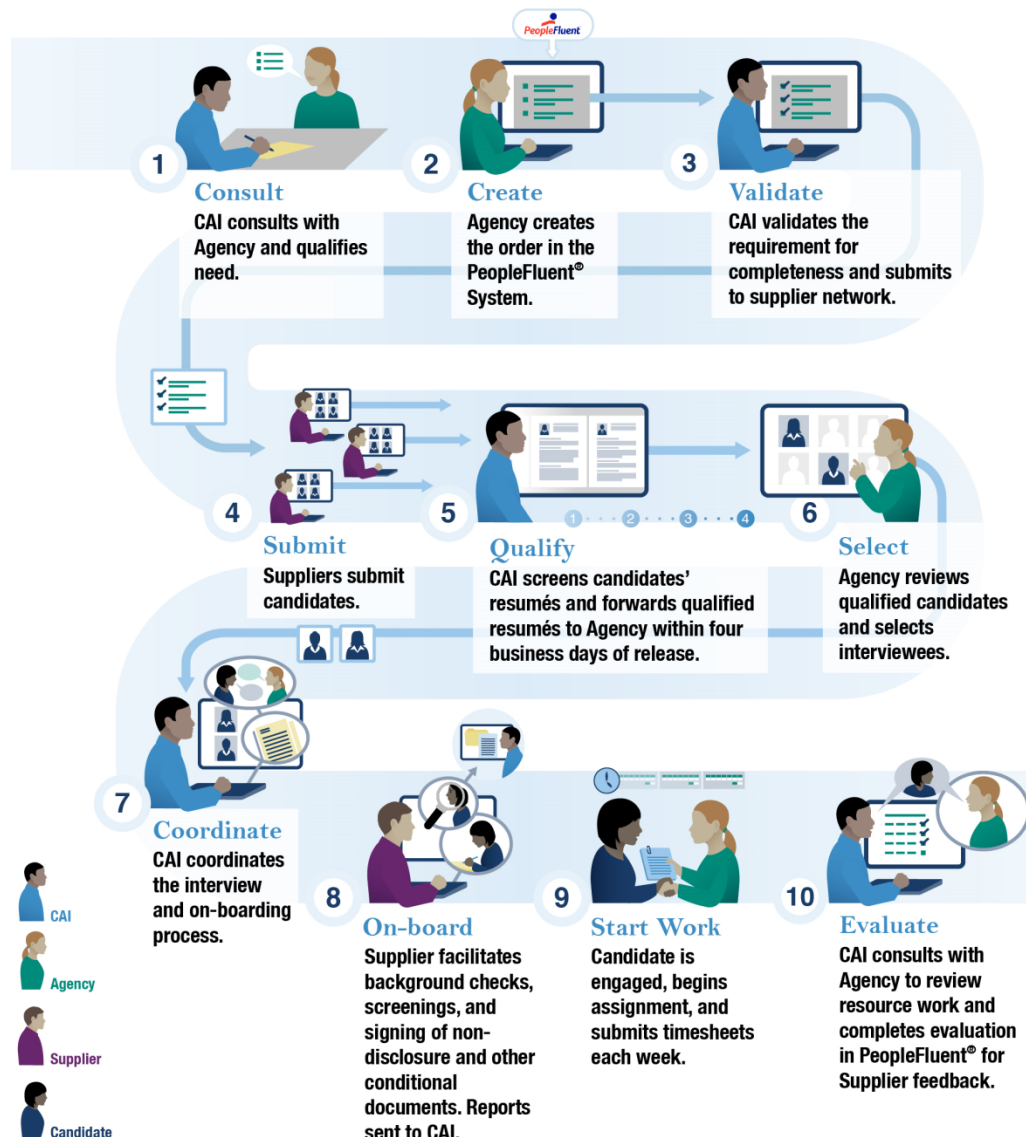 PeopleFluent
1
Consult
CAI consults with
Agency and qualifies
need.
2
Create
Agency creates
the order in the
PeopleFluent®
System.
3
Validate
CAI validates the
requirement for
completeness and submits
to supplier network.
4
Submit
Suppliers submit
candidates.
5
1 2 3 4
Qualify
CAI screens candidates’
resumés and forwards qualified
resumés to Agency within four
business days of release.
6
Select
Agency reviews
qualified candidates
and selects
interviewees.
7
Coordinate
CAI coordinates
the interview
and on-boarding
process.
8
On-board
Supplier facilitates
background checks,
screenings, and
signing of non-
disclosure and other
conditional
documents. Reports
sent to CAI.
9
Start Work
Candidate is
engaged, begins
assignment, and
submits timesheets
each week.
10
Evaluate
CAI consults with
Agency to review
resource work and
completes evaluation
in PeopleFluent® for
Supplier feedback.
CAI
Agency
Supplier
Candidate